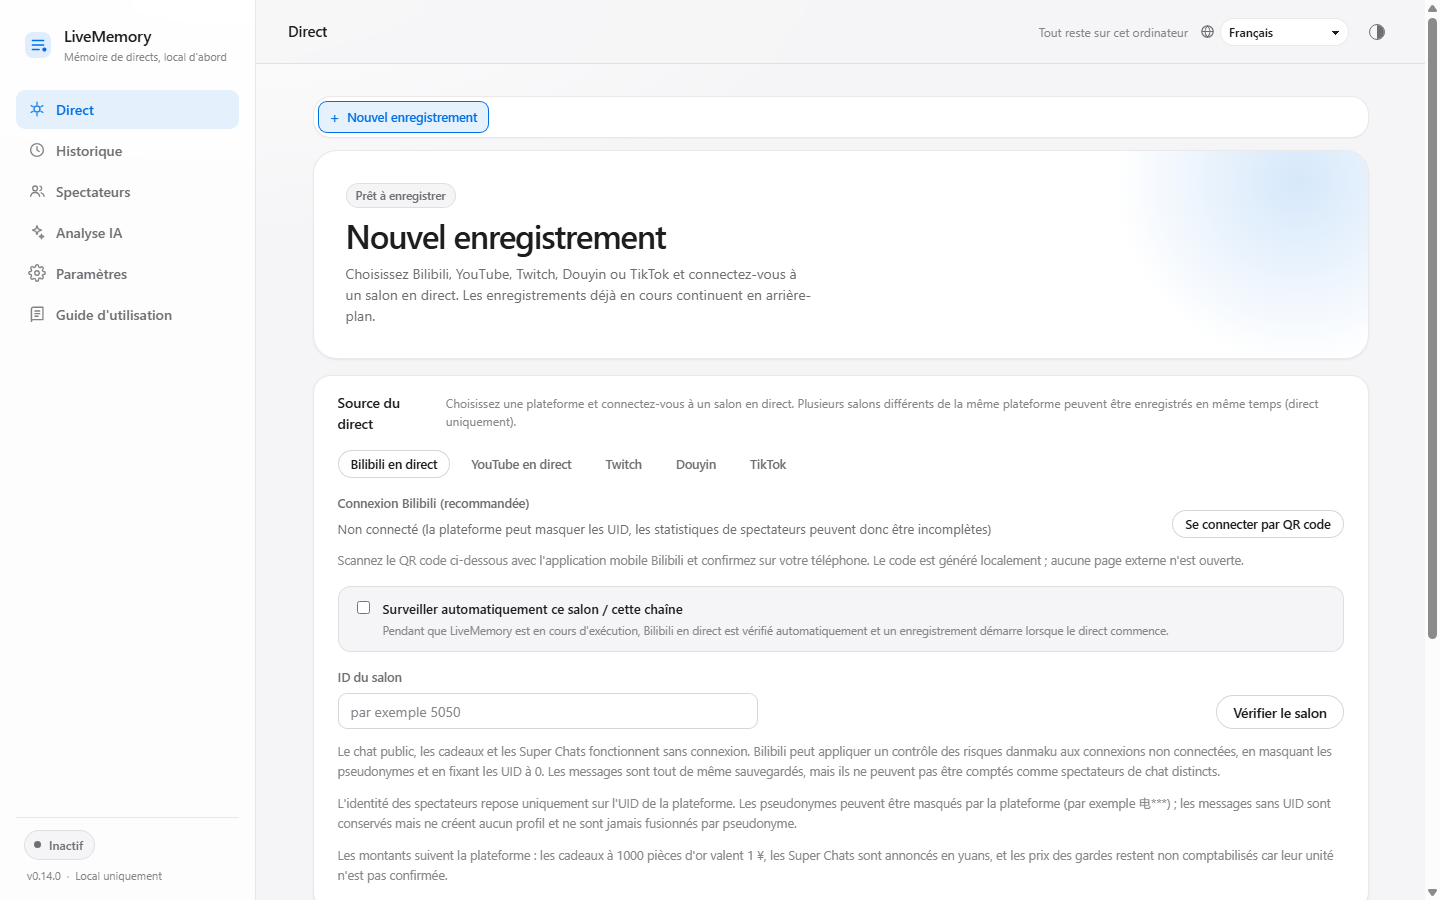 LiveMemory
Mémoire de directs, local d'abord
Direct
Historique
Spectateurs
Analyse IA
Paramètres
Guide d'utilisation
Inactif
v0.14.0 · Local uniquement
Direct
Tout reste sur cet ordinateur
Français
+ Nouvel enregistrement
Prêt à enregistrer
Nouvel enregistrement
Choisissez Bilibili, YouTube, Twitch, Douyin ou TikTok et connectez-vous à
un salon en direct. Les enregistrements déjà en cours continuent en arrière-
plan.
Source du
direct
Choisissez une plateforme et connectez-vous à un salon en direct. Plusieurs salons différents de la même plateforme peuvent être enregistrés en même temps (direct
uniquement).
Bilibili en direct
YouTube en direct
Twitch
Douyin
TikTok
Connexion Bilibili (recommandée)
Non connecté (la plateforme peut masquer les UID, les statistiques de spectateurs peuvent donc être incomplètes)
Se connecter par QR code
Scannez le QR code ci-dessous avec l'application mobile Bilibili et confirmez sur votre téléphone. Le code est généré localement ; aucune page externe n'est ouverte.
Surveiller automatiquement ce salon / cette chaîne
Pendant que LiveMemory est en cours d'exécution, Bilibili en direct est vérifié automatiquement et un enregistrement démarre lorsque le direct commence.
ID du salon
par exemple 5050
Vérifier le salon
Le chat public, les cadeaux et les Super Chats fonctionnent sans connexion. Bilibili peut appliquer un contrôle des risques danmaku aux connexions non connectées, en masquant les
pseudonymes et en fixant les UID à 0. Les messages sont tout de même sauvegardés, mais ils ne peuvent pas être comptés comme spectateurs de chat distincts.
L'identité des spectateurs repose uniquement sur l'UID de la plateforme. Les pseudonymes peuvent être masqués par la plateforme (par exemple 电***) ; les messages sans UID sont
conservés mais ne créent aucun profil et ne sont jamais fusionnés par pseudonyme.
Les montants suivent la plateforme : les cadeaux à 1000 pièces d'or valent 1 ¥, les Super Chats sont annoncés en yuans, et les prix des gardes restent non comptabilisés car leur unité
n'est pas confirmée.